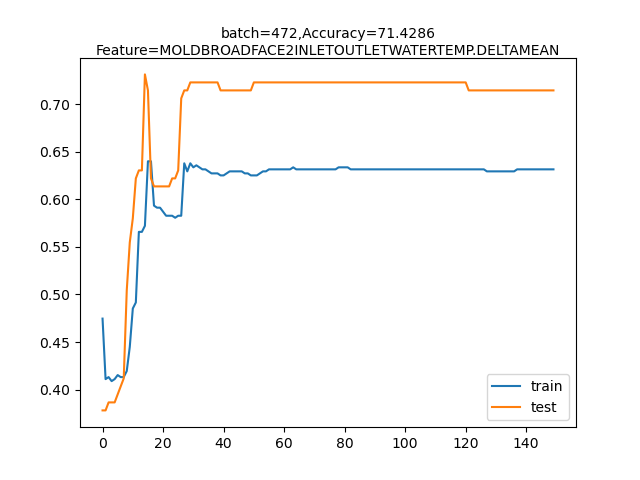 batch=472,Accuracy=71.4286
Feature=MOLDBROADFACE2INLETOUTLETWATERTEMP.DELTAMEAN
0.70
0.65
0.60
0.55
0.50
0.45
0.40
0 20 40 60 80 100 120 140
train
test